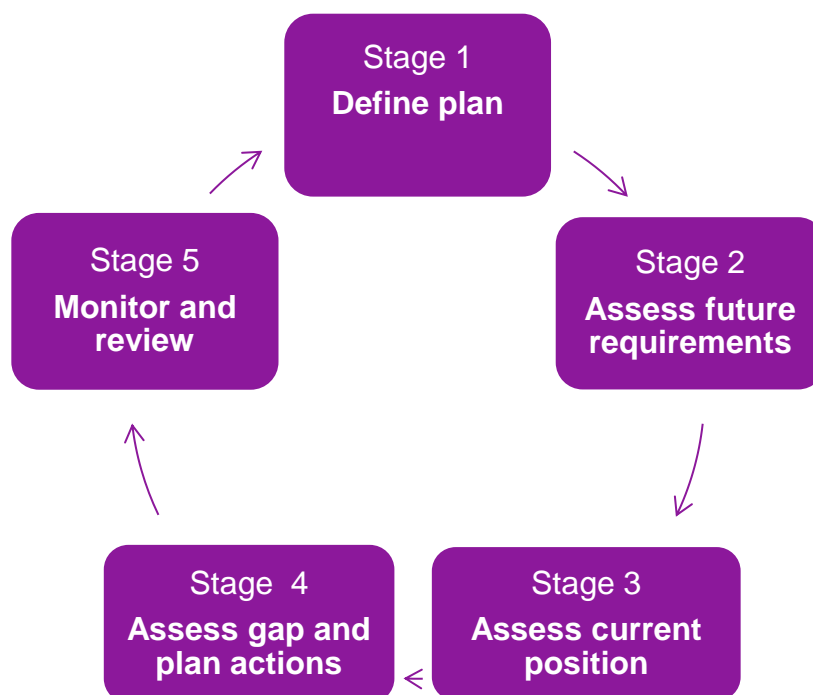 Stage 1
Define plan
Stage 2
Assess future
requirements
Stage 3
Assess current
position
Stage  4
Assess gap and
plan actions
Stage 5
Monitor and
review